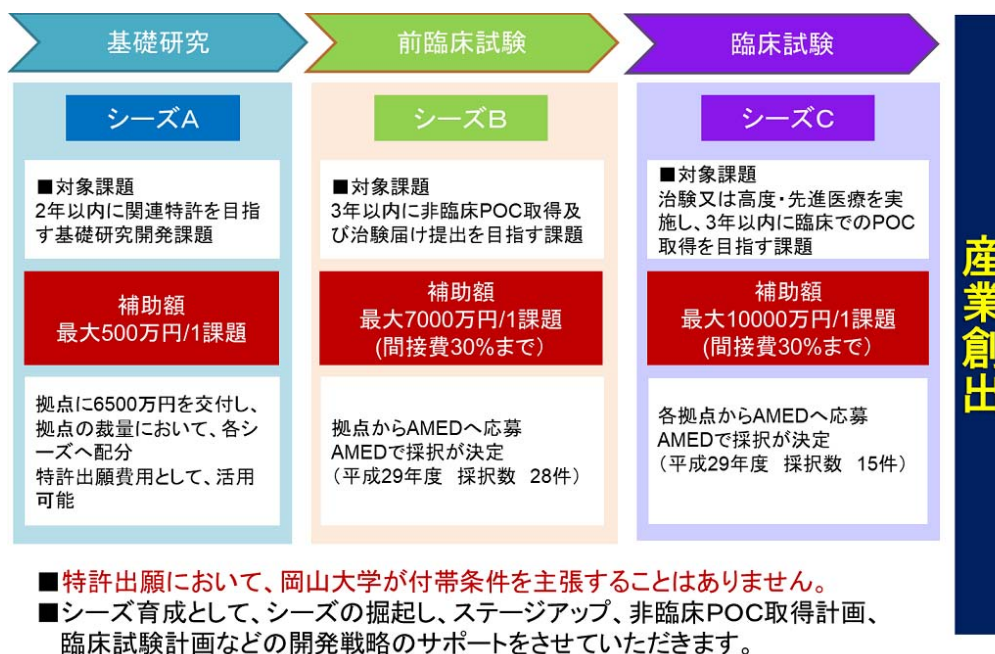 基礎研究
前臨床試験
臨床試験
シーズA
■対象課題
2年以内に関連特許を目指
す基礎研究開発課題
補助額
最大500万円/1課題
拠点に6500万円を交付し、
拠点の裁量において、各シ
ーズへ配分
特許出願費用として、活用
可能
シーズB
■対象課題
3年以内に非臨床POC取得及
び治験届け提出を目指す課題
補助額
最大7000万円/1課題
(間接費30%まで)
拠点からAMEDへ応募
AMEDで採択が決定
(平成29年度 採択数 28件)
シーズC
■対象課題
治験又は高度・先進医療を実
施し、3年以内に臨床でのPOC
取得を目指す課題
補助額
最大10000万円/1課題
(間接費30%まで)
各拠点からAMEDへ応募
AMEDで採択が決定
(平成29年度 採択数 15件)
産業創出
■特許出願において、岡山大学が付帯条件を主張することはありません。
■シーズ育成として、シーズの掘起し、ステージアップ、非臨床POC取得計画、
臨床試験計画などの開発戦略のサポートをさせていただきます。